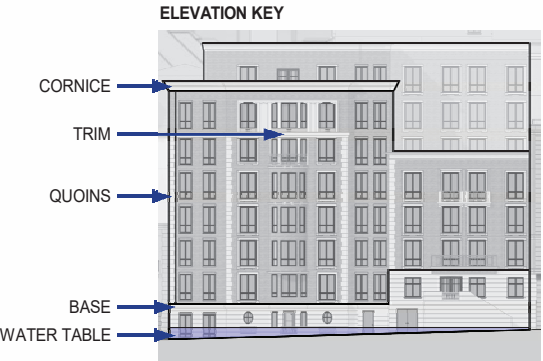 ELEVATION KEY
CORNICE
TRIM
QUOINS
BASE
WATER TABLE